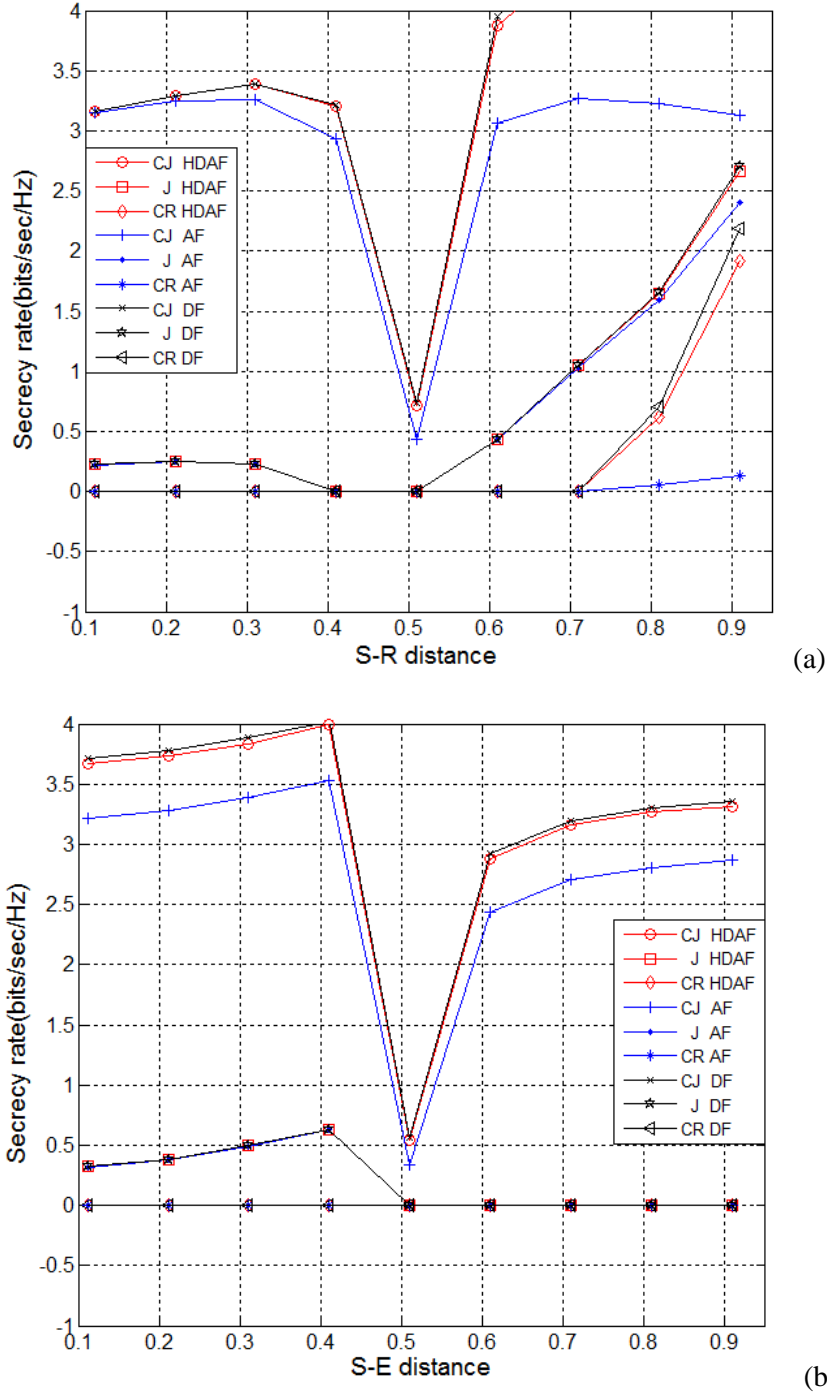 4
3.5
3
2.5
2
1.5
1
0.5
0
-0.5
-1
Secrecy rate(bits/sec/Hz)
CJ HDAF
J HDAF
CR HDAF
CJ AF
J AF
CR AF
CJ DF
J DF
CR DF
0.1 0.2 0.3 0.4 0.5 0.6 0.7 0.8 0.9
S-R distance
(a)
4
3.5
3
2.5
2
1.5
1
0.5
0
-0.5
-1
Secrecy rate(bits/sec/Hz)
CJ HDAF
J HDAF
CR HDAF
CJ AF
J AF
CR AF
CJ DF
J DF
CR DF
0.1 0.2 0.3 0.4 0.5 0.6 0.7 0.8 0.9
S-E distance
(b